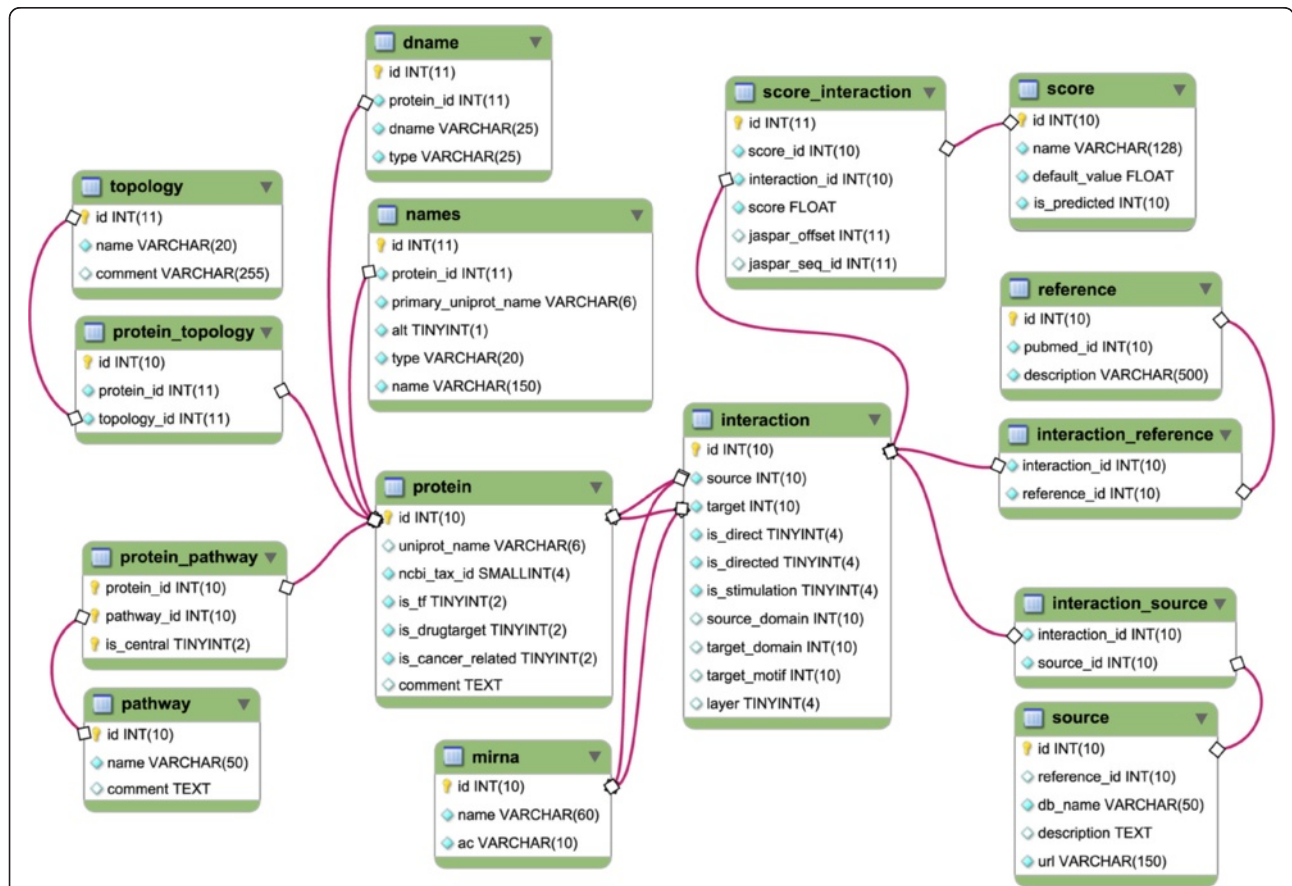 dname
id INT(11)
protein_id INT(11)
dname VARCHAR(25)
type VARCHAR(25)
names
id INT(11)
protein_id INT(11)
primary_uniprot_name VARCHAR(6)
alt TINYINT(1)
type VARCHAR(20)
name VARCHAR(150)
topology
id INT(11)
name VARCHAR(20)
comment VARCHAR(255)
protein_topology
id INT(10)
protein_id INT(11)
topology_id INT(11)
protein_pathway
protein_id INT(10)
pathway_id INT(10)
is_central TINYINT(2)
pathway
id INT(10)
name VARCHAR(50)
comment TEXT
protein
id INT(10)
uniprot_name VARCHAR(6)
ncbi_tax_id SMALLINT(4)
is_tf TINYINT(2)
is_drugtarget TINYINT(2)
is_cancer_related TINYINT(2)
comment TEXT
mirna
id INT(10)
name VARCHAR(60)
ac VARCHAR(10)
score_interaction
id INT(11)
score_id INT(10)
interaction_id INT(10)
score FLOAT
jaspar_offset INT(11)
jaspar_seq_id INT(11)
interaction
id INT(10)
source INT(10)
target INT(10)
is_direct TINYINT(4)
is_directed TINYINT(4)
is_stimulation TINYINT(4)
source_domain INT(10)
target_domain INT(10)
target_motif INT(10)
layer TINYINT(4)
score
id INT(10)
name VARCHAR(128)
default_value FLOAT
is_predicted INT(10)
reference
id INT(10)
pubmed_id INT(10)
description VARCHAR(500)
interaction_reference
interaction_id INT(10)
reference_id INT(10)
interaction_source
interaction_id INT(10)
source_id INT(10)
source
id INT(10)
reference_id INT(10)
db_name VARCHAR(50)
description TEXT
url VARCHAR(150)